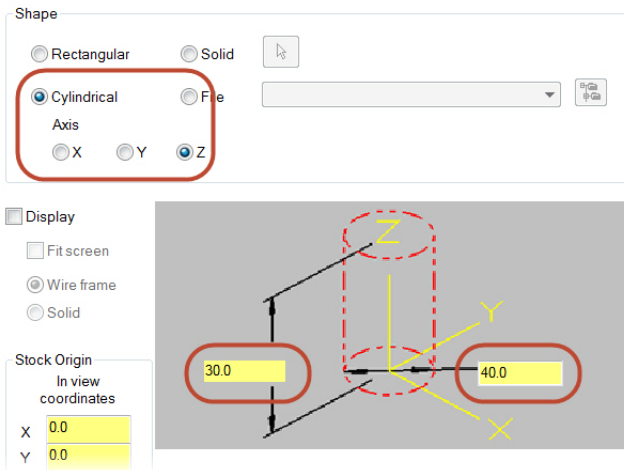 Shape
Rectangular
Solid
Cylindrical
File
Axis
X
Y
Z
Display
Fit screen
Wire frame
Solid
Z
Y
30.0
40.0
X
Stock Origin
In view
coordinates
X 0.0
Y 0.0